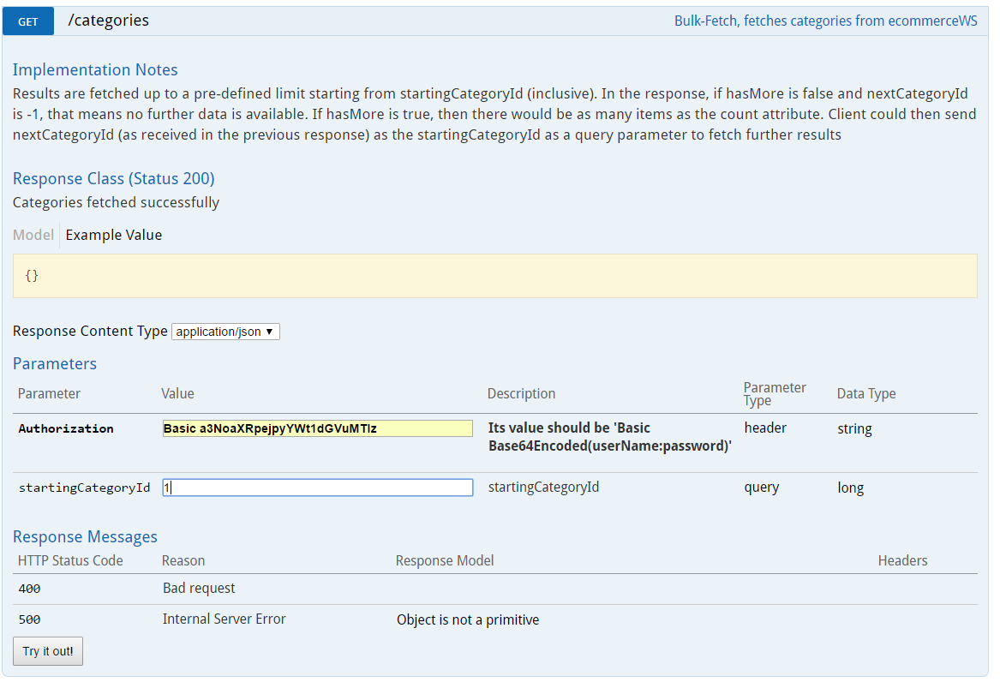 GET /categories Bulk-Fetch, fetches categories from ecommerceWS
Implementation Notes
Results are fetched up to a pre-defined limit starting from startingCategoryId (inclusive). In the response, if hasMore is false and nextCategoryId
is -1, that means no further data is available. If hasMore is true, then there would be as many items as the count attribute. Client could then send
nextCategoryId (as received in the previous response) as the startingCategoryId as a query parameter to fetch further results
Response Class (Status 200)
Categories fetched successfully
Model Example Value
{}
Response Content Type application/json
Parameters
Parameter Value Description Parameter Type Data Type
Authorization Basic a3NoaXRpejpyYWt1dGVuMTIz Its value should be 'Basic header string
Base64Encoded(userName:password)'
startingCategoryId 1 startingCategoryId query long
Response Messages
HTTP Status Code Reason Response Model Headers
400 Bad request
500 Internal Server Error Object is not a primitive
Try it out!